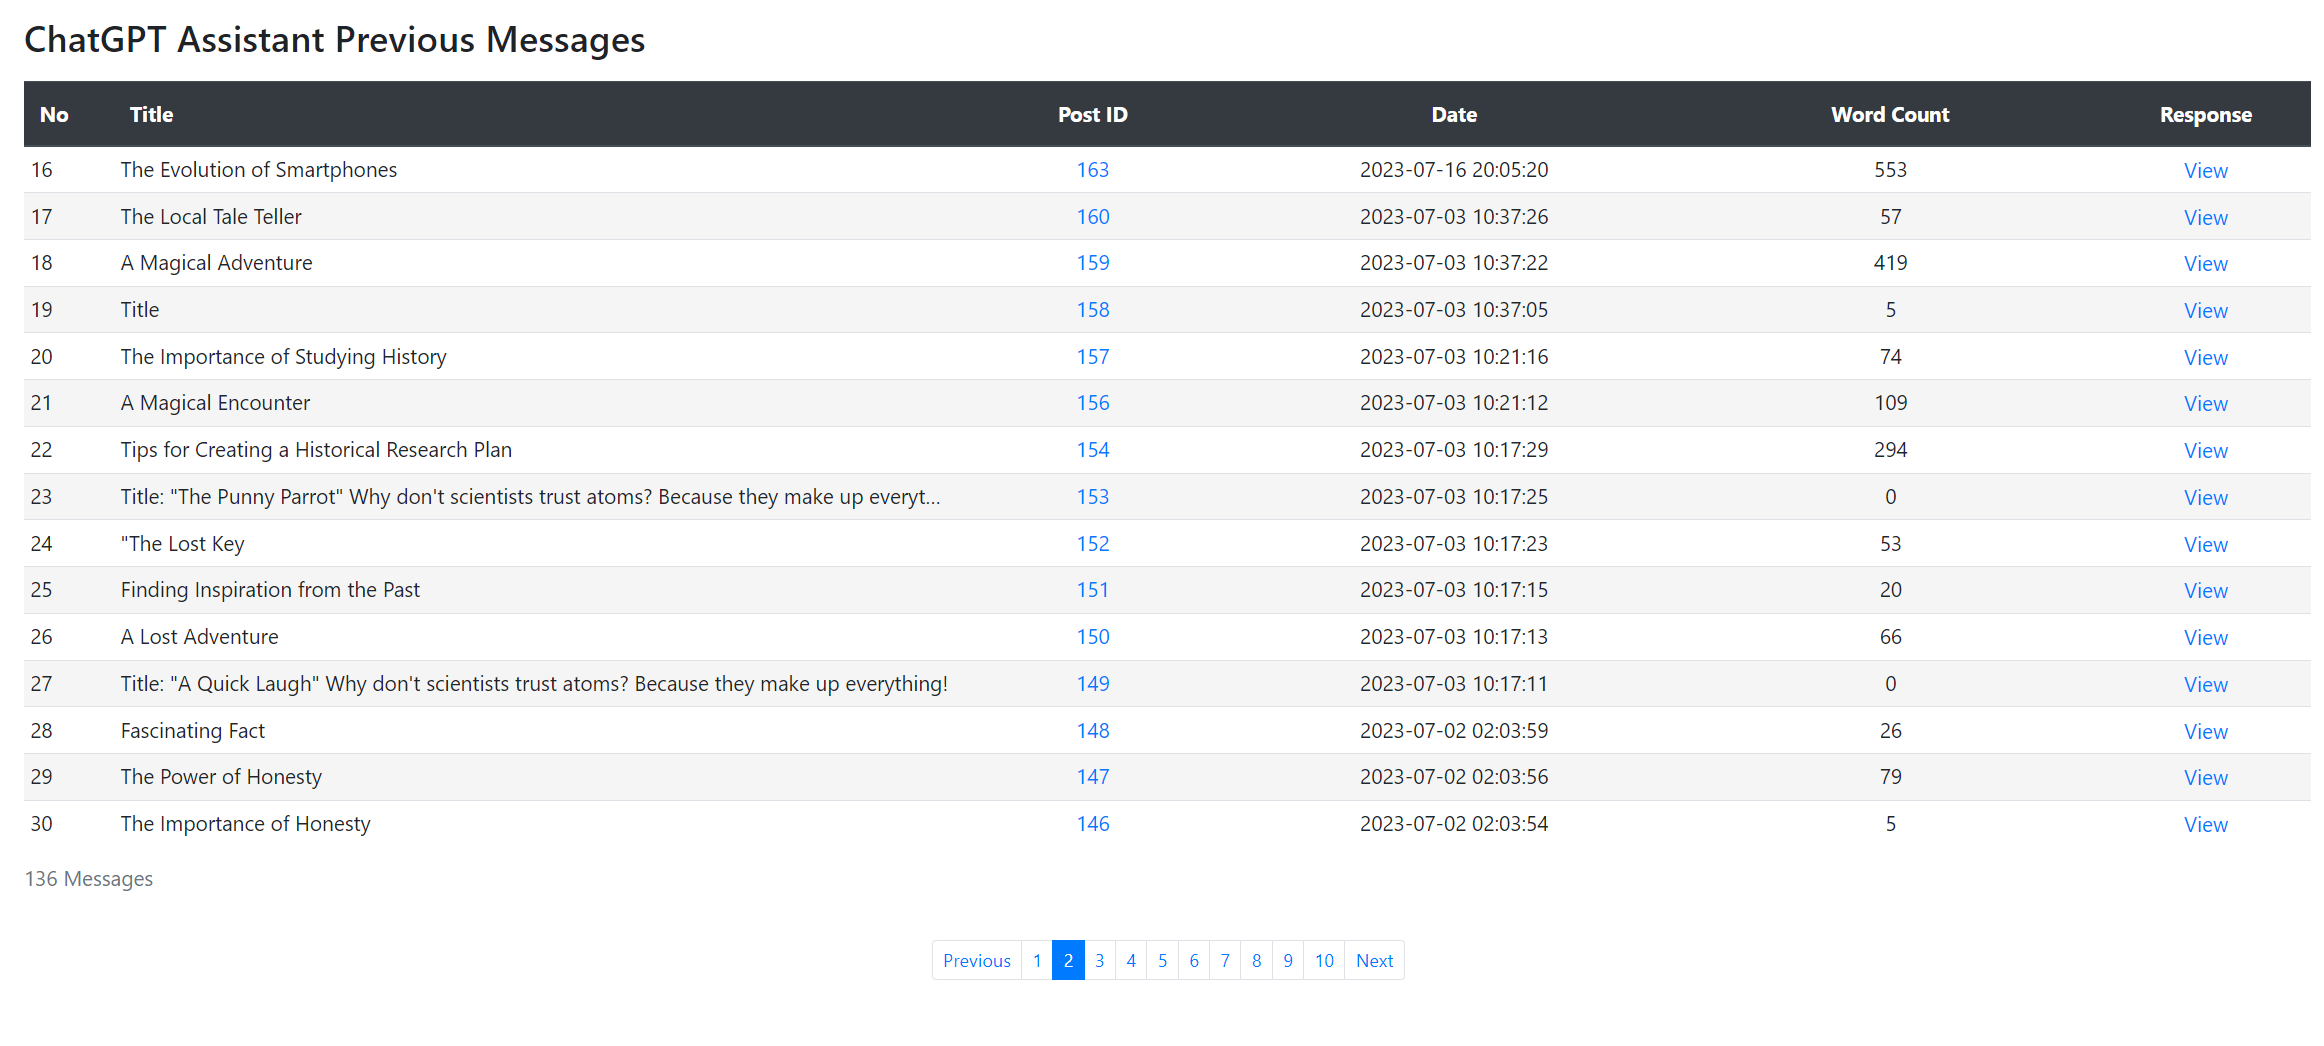 ChatGPT Assistant Previous Messages
No Title Post ID Date Word Count Response
16 The Evolution of Smartphones 163 2023-07-16 20:05:20 553 View
17 The Local Tale Teller 160 2023-07-03 10:37:26 57 View
18 A Magical Adventure 159 2023-07-03 10:37:22 419 View
19 Title 158 2023-07-03 10:37:05 5 View
20 The Importance of Studying History 157 2023-07-03 10:21:16 74 View
21 A Magical Encounter 156 2023-07-03 10:21:12 109 View
22 Tips for Creating a Historical Research Plan 154 2023-07-03 10:17:29 294 View
23 Title: "The Punny Parrot" Why don't scientists trust atoms? Because they make up everyt... 153 2023-07-03 10:17:25 0 View
24 "The Lost Key 152 2023-07-03 10:17:23 53 View
25 Finding Inspiration from the Past 151 2023-07-03 10:17:15 20 View
26 A Lost Adventure 150 2023-07-03 10:17:13 66 View
27 Title: "A Quick Laugh" Why don't scientists trust atoms? Because they make up everything! 149 2023-07-03 10:17:11 0 View
28 Fascinating Fact 148 2023-07-02 02:03:59 26 View
29 The Power of Honesty 147 2023-07-02 02:03:56 79 View
30 The Importance of Honesty 146 2023-07-02 02:03:54 5 View
136 Messages
Previous 1 2 3 4 5 6 7 8 9 10 Next